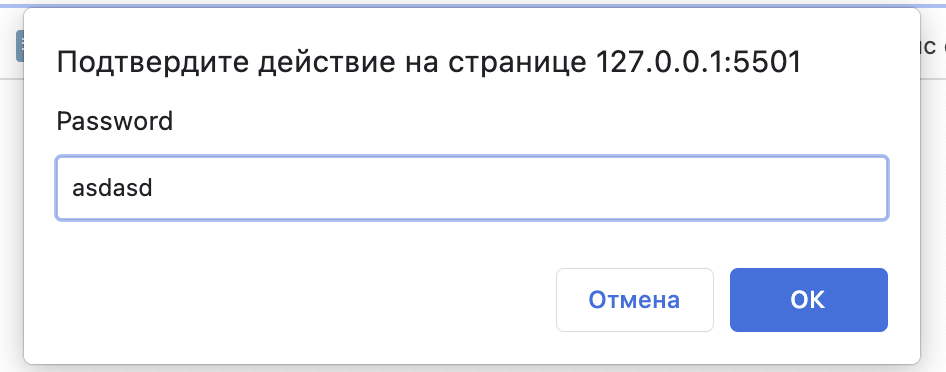 Подтвердите действие на странице 127.0.0.1:5501
Password
asdasd
Отмена
OK